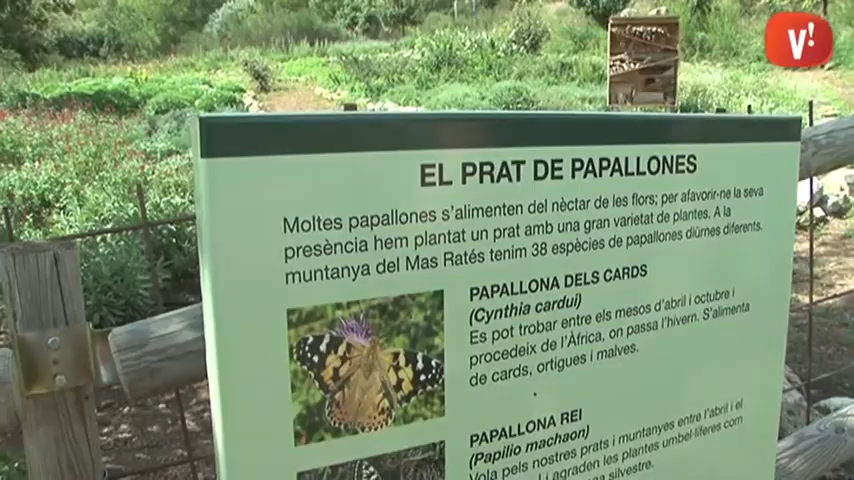 V!
EL PRAT DE PAPALLONES
Moltes papallones s'alimenten del nèctar de les flors; per afavorir-ne la seva
presència hem plantat un prat amb una gran varietat de plantes. A la
muntanya del Mas Ratés tenim 38 espècies de papallones diürnes diferents.
PAPALLONA DELS CARDS
(Cynthia cardui)
Es pot trobar entre els mesos d'abril i octubre i
procedeix de l'Àfrica, on passa l'hivern. S'alimenta
de cards, ortigues i malves.
PAPALLONA REI
(Papilio machaon)
Vola pels nostres prats i muntanyes entre l'abril i el
i agraden les plantes umbel·líferes com
silvestre.